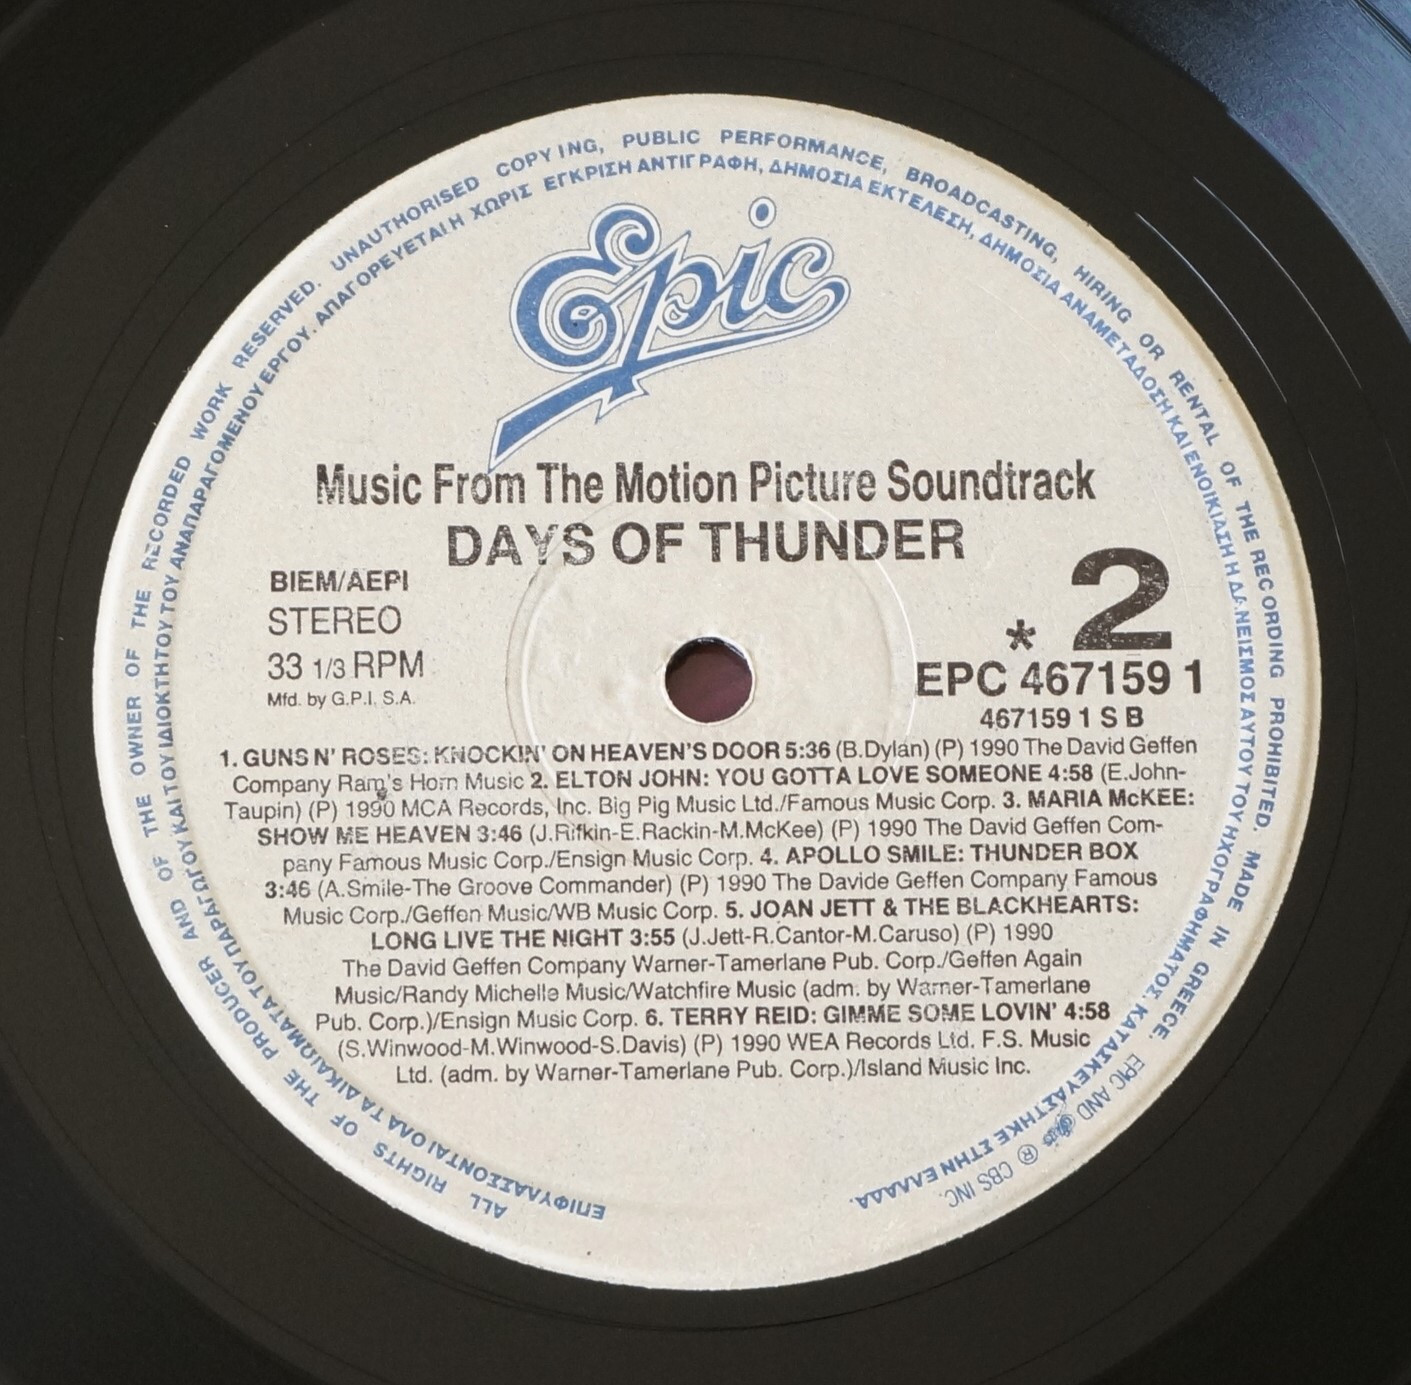 ALL RIGHTS OF THE PRODUCER AND OF THE OWNER OF THE RECORDED WORK RESERVED. UNAUTHORISED COPYING, PUBLIC PERFORMANCE, BROADCASTING, HIRING OR RENTAL OF THE RECORDING PROHIBITED. MADE IN GREECE. EPIC AND ® CBS INC.
ΕΠΙΦΥΛΑΣΣΟΝΤΑΙ ΟΛΑ ΤΑ ΔΙΚΑΙΩΜΑΤΑ ΤΟΥ ΠΑΡΑΓΩΓΟΥ ΚΑΙ ΤΟΥ ΙΔΙΟΚΤΗΤΟΥ ΤΟΥ ΑΝΑΠΑΡΑΓΟΜΕΝΟΥ ΕΡΓΟΥ. ΑΠΑΓΟΡΕΥΕΤΑΙ Η ΧΩΡΙΣ ΕΓΚΡΙΣΗ ΑΝΤΙΓΡΑΦΗ, ΔΗΜΟΣΙΑ ΕΚΤΕΛΕΣΗ, ΔΗΜΟΣΙΑ ΑΝΑΜΕΤΑΔΟΣΗ ΚΑΙ ΕΝΟΙΚΙΑΣΗ Η ΔΑΝΕΙΣΜΟΣ ΑΥΤΟΥ ΤΟΥ ΗΧΟΓΡΑΦΗΜΑΤΟΣ ΚΑΤΑΣΚΕΥΑΣΤΗΚΕ ΣΤΗΝ ΕΛΛΑΔΑ.
Epic
Music From The Motion Picture Soundtrack
DAYS OF THUNDER
BIEM/AEPI
STEREO
33 1/3 RPM
Mfd. by G.P.I. S.A.
* 2
EPC 467159 1
467159 1 S B
1. GUNS N' ROSES: KNOCKIN' ON HEAVEN'S DOOR 5:36 (B.Dylan) (P) 1990 The David Geffen
Company Ram's Horn Music 2. ELTON JOHN: YOU GOTTA LOVE SOMEONE 4:58 (E.John-
Taupin) (P) 1990 MCA Records, Inc. Big Pig Music Ltd./Famous Music Corp. 3. MARIA McKEE:
SHOW ME HEAVEN 3:46 (J.Rifkin-E.Rackin-M.McKee) (P) 1990 The David Geffen Com-
pany Famous Music Corp./Ensign Music Corp. 4. APOLLO SMILE: THUNDER BOX
3:46 (A.Smile-The Groove Commander) (P) 1990 The Davide Geffen Company Famous
Music Corp./Geffen Music/WB Music Corp. 5. JOAN JETT & THE BLACKHEARTS:
LONG LIVE THE NIGHT 3:55 (J.Jett-R.Cantor-M.Caruso) (P) 1990
The David Geffen Company Warner-Tamerlane Pub. Corp./Geffen Again
Music/Randy Michelle Music/Watchfire Music (adm. by Warner-Tamerlane
Pub. Corp.)/Ensign Music Corp. 6. TERRY REID: GIMME SOME LOVIN' 4:58
(S.Winwood-M.Winwood-S.Davis) (P) 1990 WEA Records Ltd. F.S. Music
Ltd. (adm. by Warner-Tamerlane Pub. Corp.)/Island Music Inc.